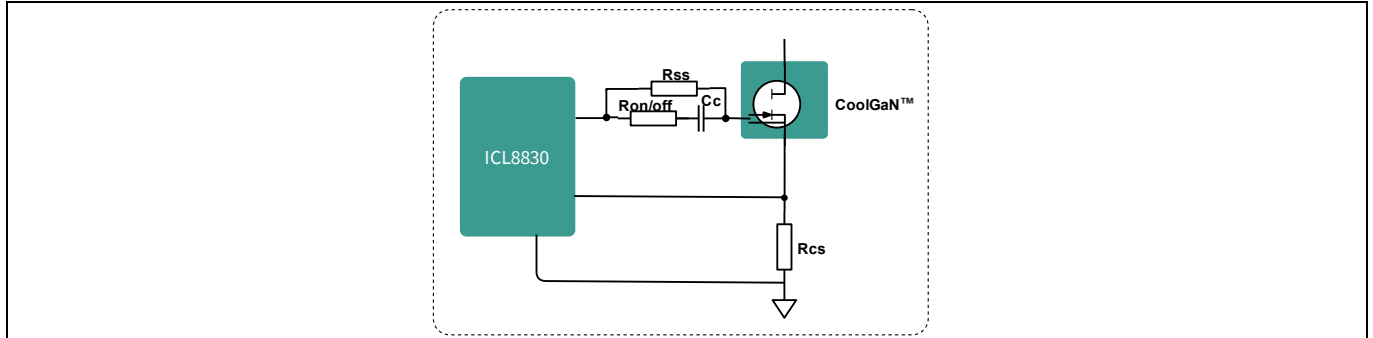 Rss
Ron/off
Cc
CoolGaN™
ICL8830
Rcs